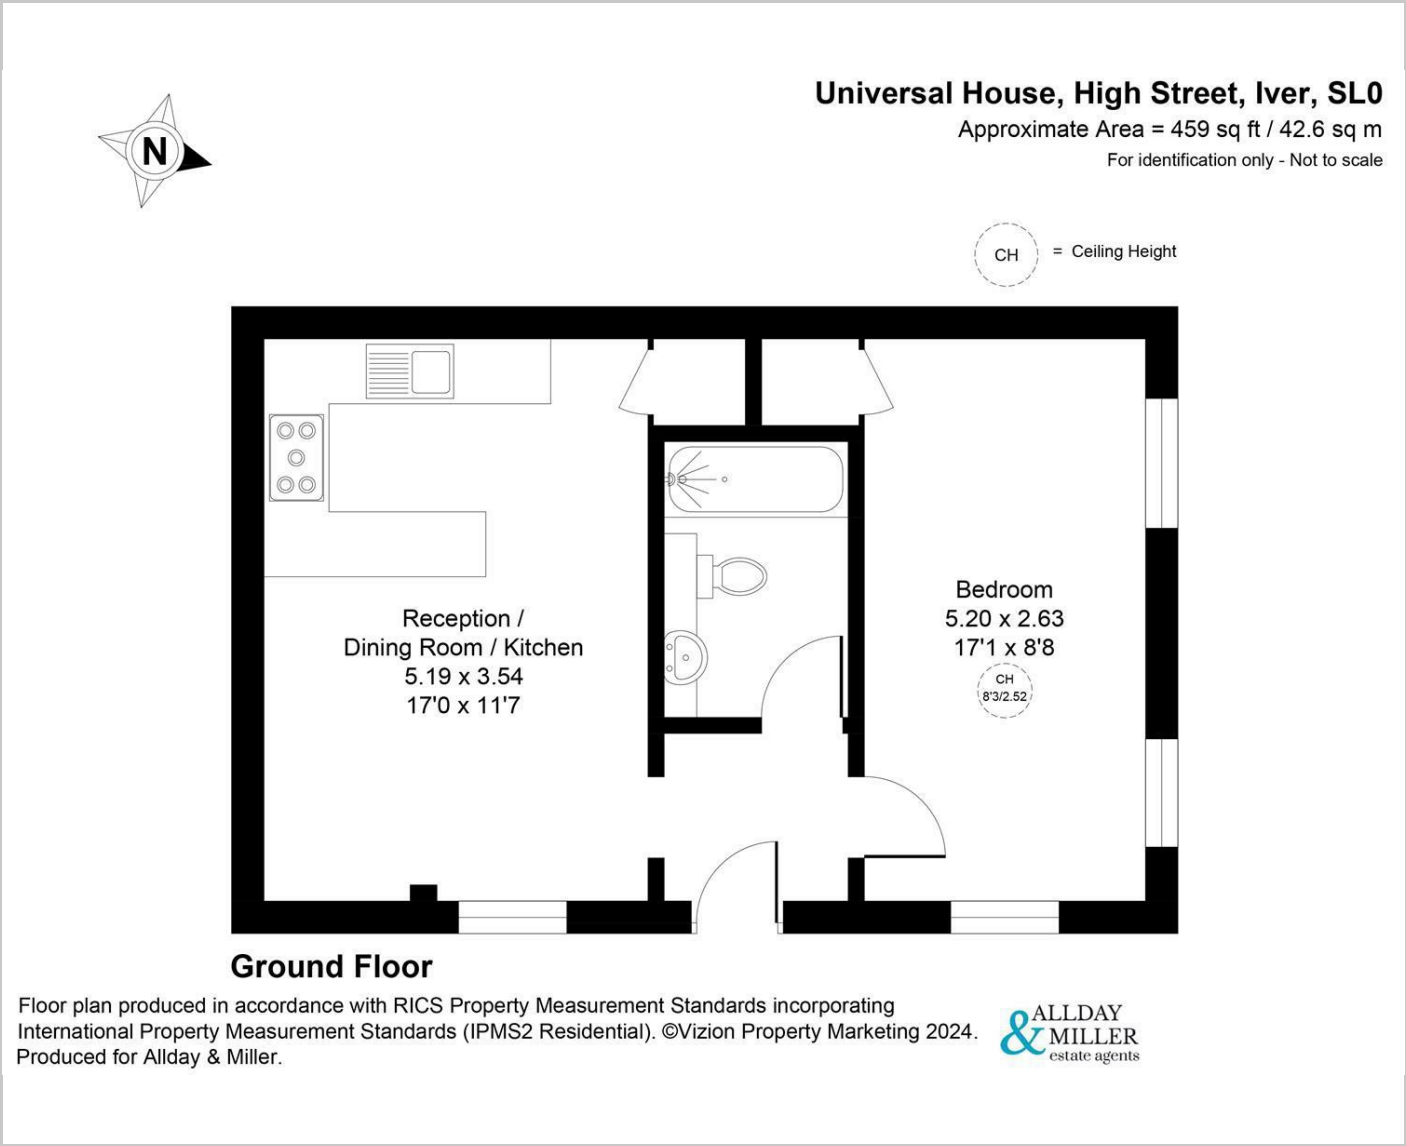 N
Universal House, High Street, Iver, SL0
Approximate Area = 459 sq ft / 42.6 sq m
For identification only - Not to scale
CH = Ceiling Height
Reception /
Dining Room / Kitchen
5.19 x 3.54
17'0 x 11'7
Bedroom
5.20 x 2.63
17'1 x 8'8
CH
8'3/2.52
Ground Floor
Floor plan produced in accordance with RICS Property Measurement Standards incorporating
International Property Measurement Standards (IPMS2 Residential). ©Vizion Property Marketing 2024.
Produced for Allday & Miller.
ALLDAY
& MILLER
estate agents